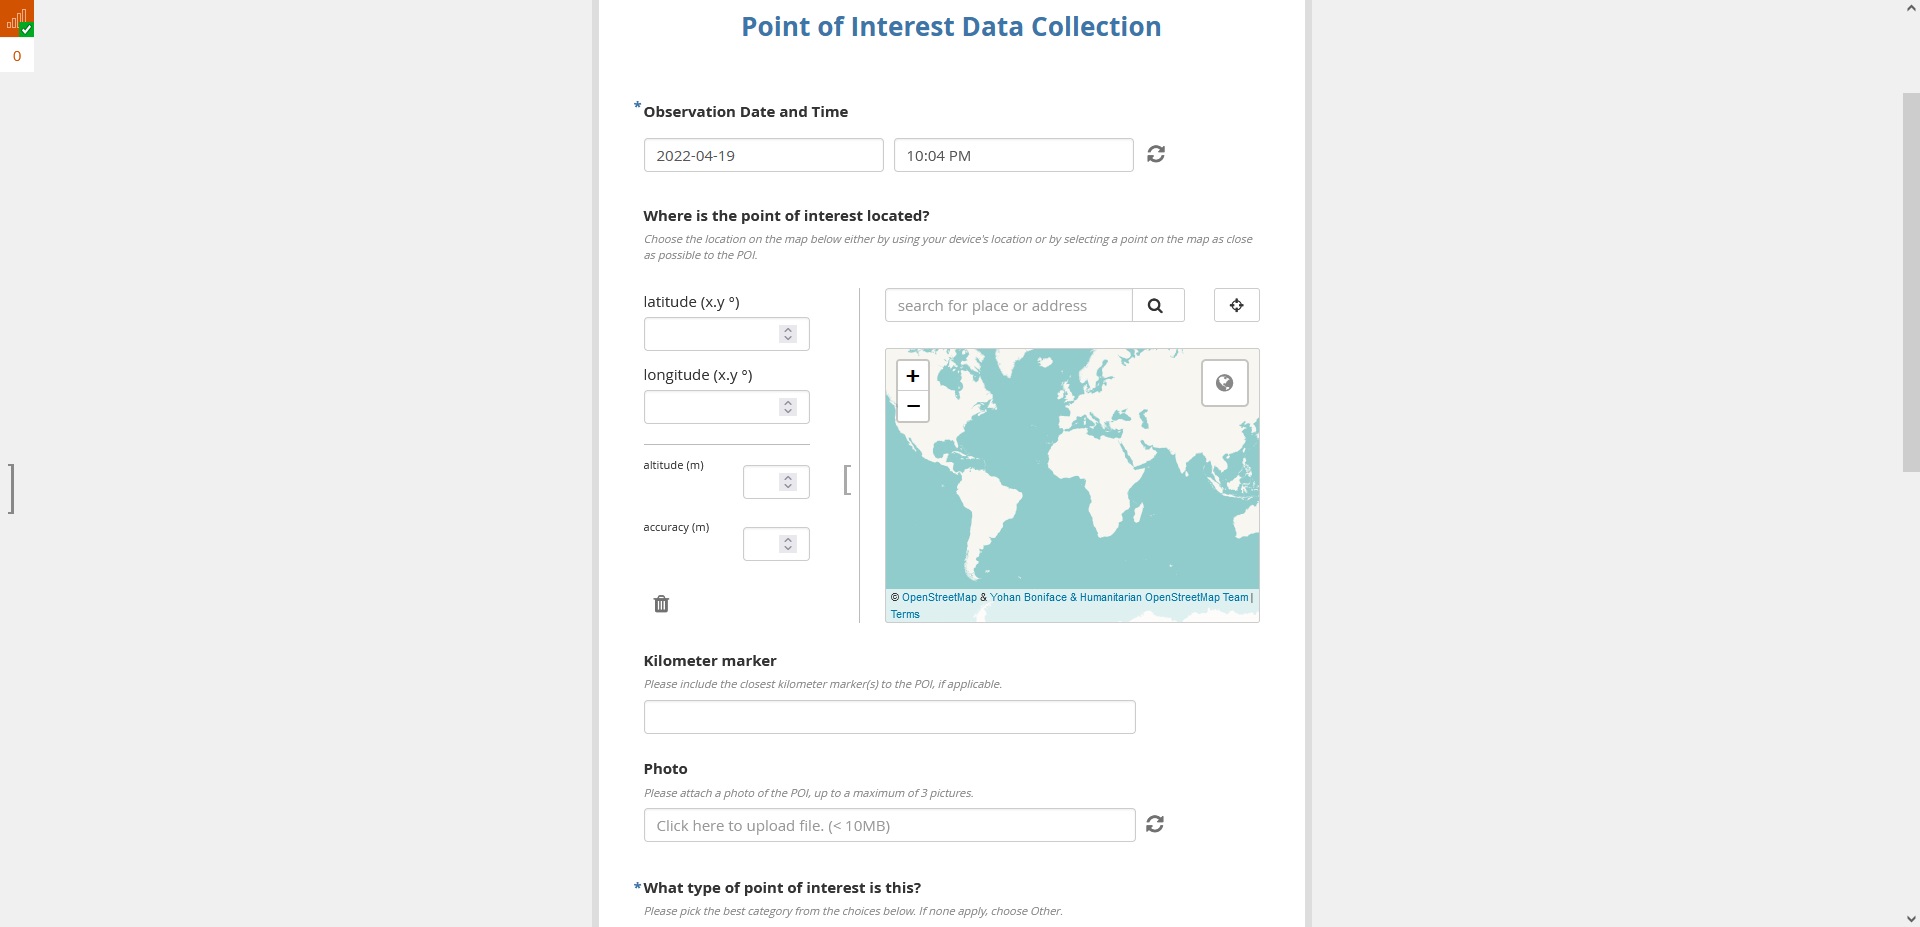 0
Point of Interest Data Collection
* Observation Date and Time
2022-04-19 10:04 PM
Where is the point of interest located?
Choose the location on the map below either by using your device's location or by selecting a point on the map as close
as possible to the POI.
latitude (x.y °)
search for place or address
longitude (x.y °)
+
−
altitude (m)
accuracy (m)
© OpenStreetMap & Yohan Boniface & Humanitarian OpenStreetMap Team |
Terms
Kilometer marker
Please include the closest kilometer marker(s) to the POI, if applicable.
Photo
Please attach a photo of the POI, up to a maximum of 3 pictures.
Click here to upload file. (< 10MB)
* What type of point of interest is this?
Please pick the best category from the choices below. If none apply, choose Other.